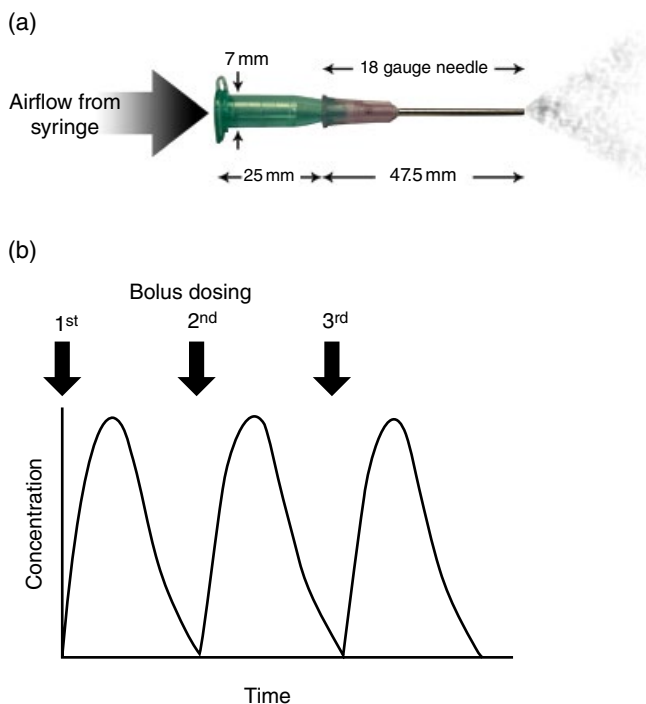 (a)
7 mm
18 gauge needle
Airflow from
syringe
25 mm
47.5 mm
(b)
Bolus dosing
1st
2nd
3rd
Concentration
Time